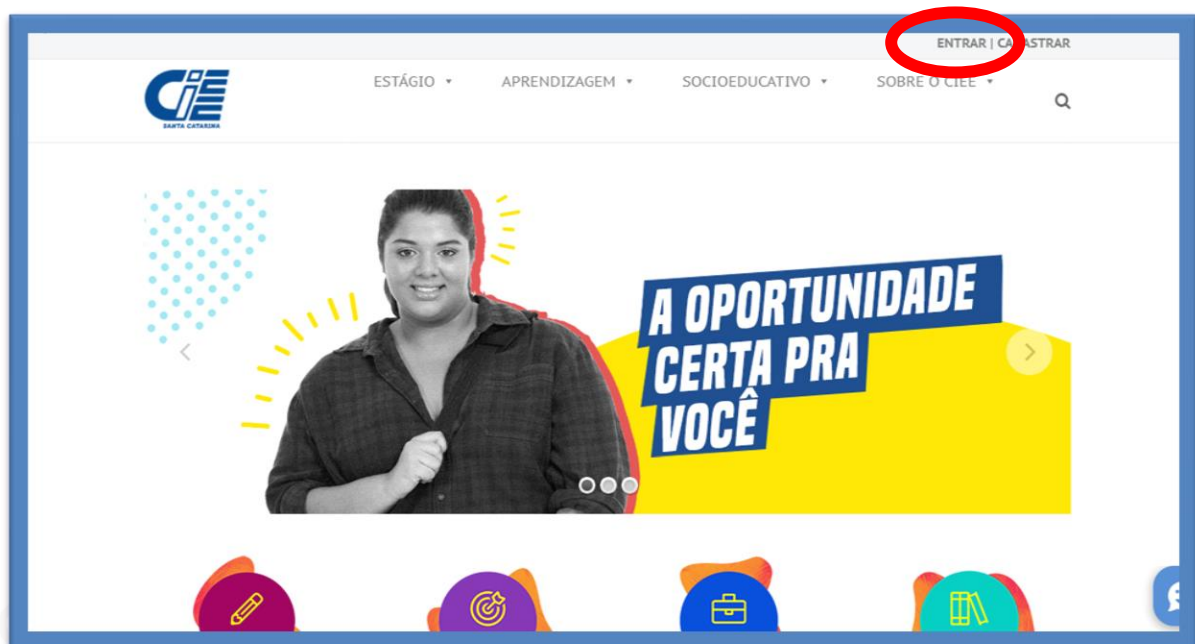 ENTRAR | CADASTRAR
CIEE
SANTA CATARINA
ESTÁGIO APRENDIZAGEM SOCIOEDUCATIVO SOBRE O CIEE
A OPORTUNIDADE
CERTA PRA
VOCÊ